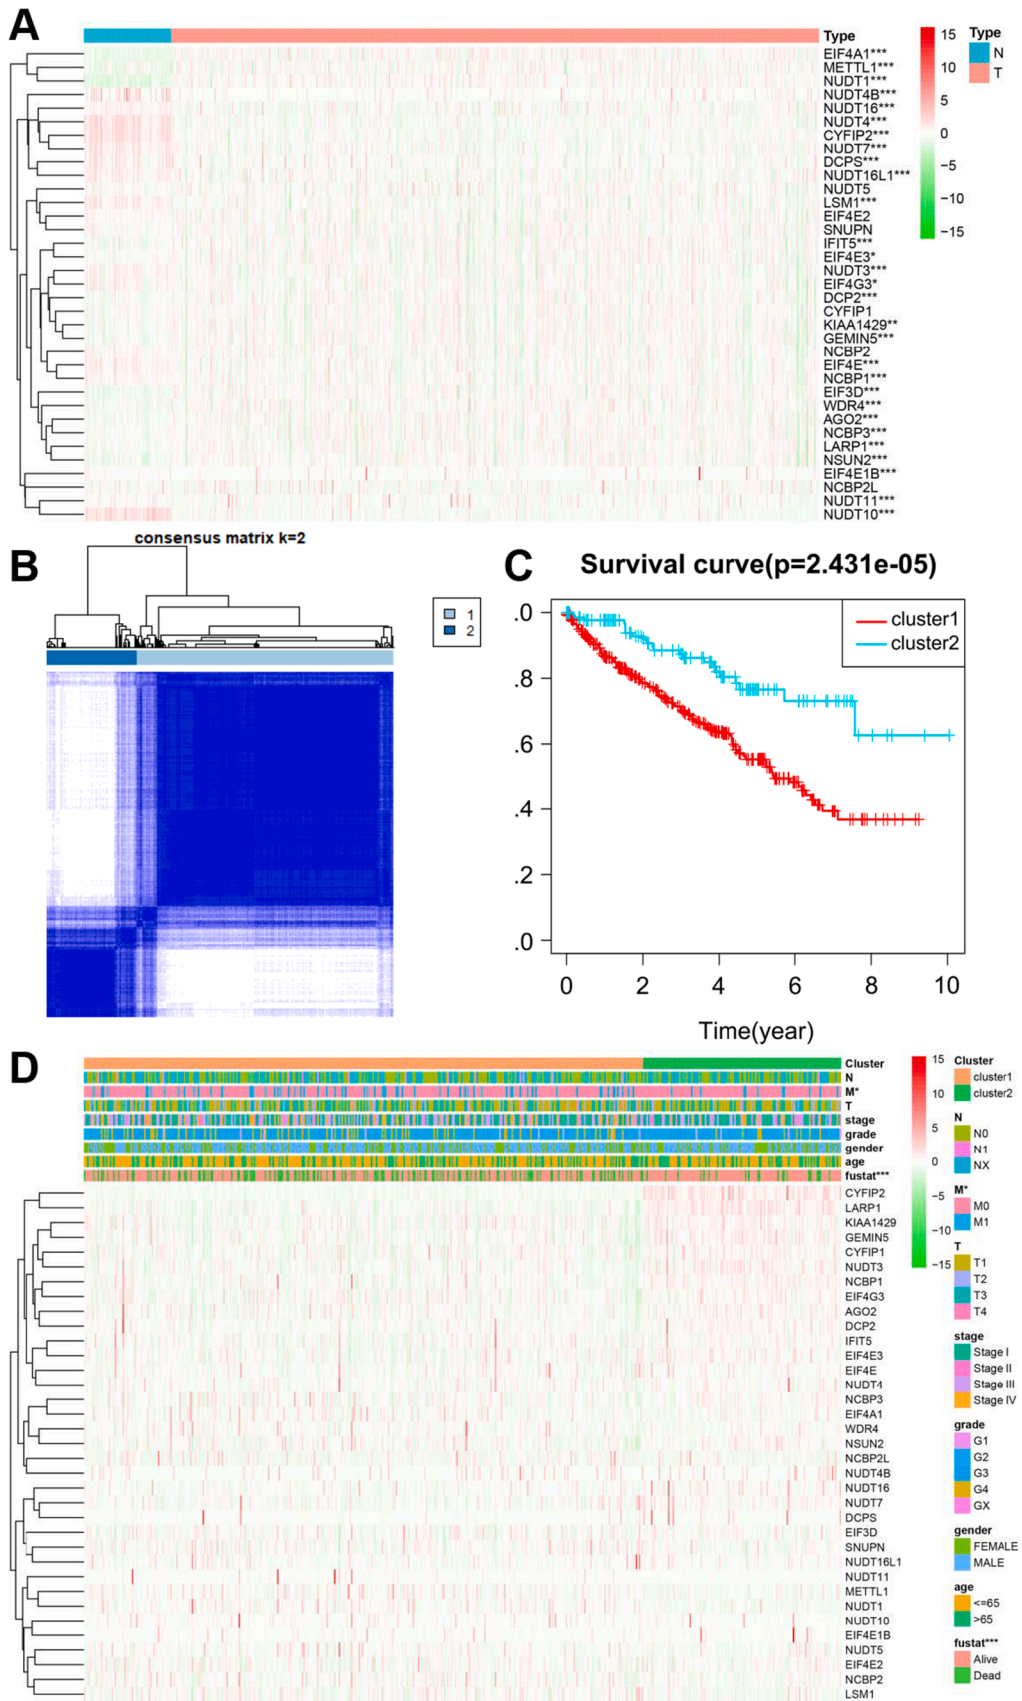 A
Type
EIF4A1***
METTL1***
NUDT1***
NUDT4B***
NUDT16***
NUDT4***
CYFIP2***
NUDT7***
DCPS***
NUDT16L1***
NUDT5
LSM1***
EIF4E2
SNUPN
IFIT5***
EIF4E3*
NUDT3***
EIF4G3*
DCP2***
CYFIP1
KIAA1429**
GEMIN5***
NCBP2
EIF4E***
NCBP1***
EIF3D***
WDR4***
AGO2***
NCBP3***
LARP1***
NSUN2***
EIF4E1B***
NCBP2L
NUDT11***
NUDT10***
15
10
5
0
−5
−10
−15
Type
N
T
B
consensus matrix k=2
1
2
C
Survival curve(p=2.431e-05)
cluster1
cluster2
.0
.8
.6
.4
.2
.0
0 2 4 6 8 10
Time(year)
D
Cluster
N
M*
T
stage
grade
gender
age
fustat***
CYFIP2
LARP1
KIAA1429
GEMIN5
CYFIP1
NUDT3
NCBP1
EIF4G3
AGO2
DCP2
IFIT5
EIF4E3
EIF4E
NUDT4
NCBP3
EIF4A1
WDR4
NSUN2
NCBP2L
NUDT4B
NUDT16
NUDT7
DCPS
EIF3D
SNUPN
NUDT16L1
NUDT11
METTL1
NUDT1
NUDT10
EIF4E1B
NUDT5
EIF4E2
NCBP2
LSM1
15
10
5
0
−5
−10
−15
Cluster
cluster1
cluster2
N
N0
N1
NX
M*
M0
M1
T
T1
T2
T3
T4
stage
Stage I
Stage II
Stage III
Stage IV
grade
G1
G2
G3
G4
GX
gender
FEMALE
MALE
age
<=65
>65
fustat***
Alive
Dead